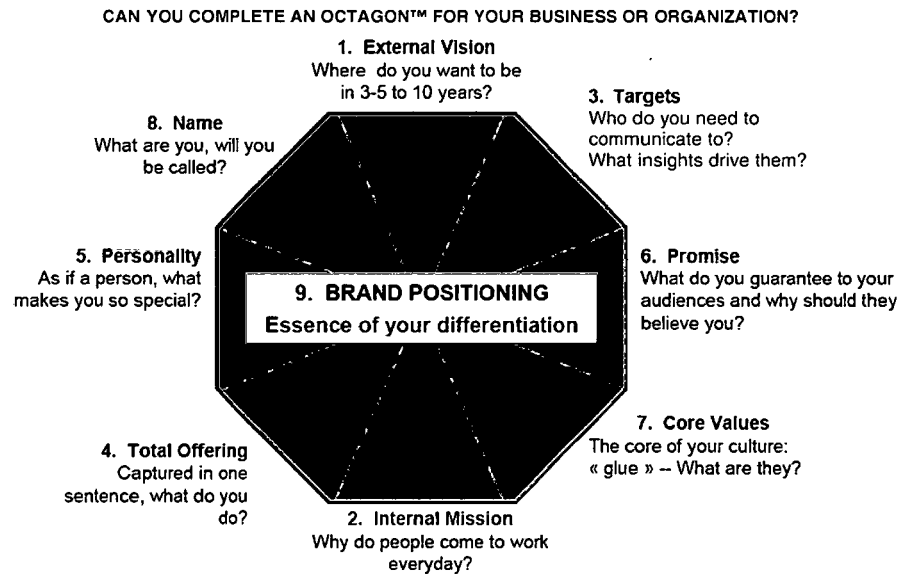 CAN YOU COMPLETE AN OCTAGON™ FOR YOUR BUSINESS OR ORGANIZATION?
1. External Vision
Where do you want to be
in 3-5 to 10 years?
8. Name
What are you, will you
be called?
3. Targets
Who do you need to
communicate to?
What insights drive them?
5. Personality
As if a person, what
makes you so special?
9. BRAND POSITIONING
Essence of your differentiation
6. Promise
What do you guarantee to your
audiences and why should they
believe you?
4. Total Offering
Captured in one
sentence, what do you
do?
7. Core Values
The core of your culture:
« glue » -- What are they?
2. Internal Mission
Why do people come to work
everyday?